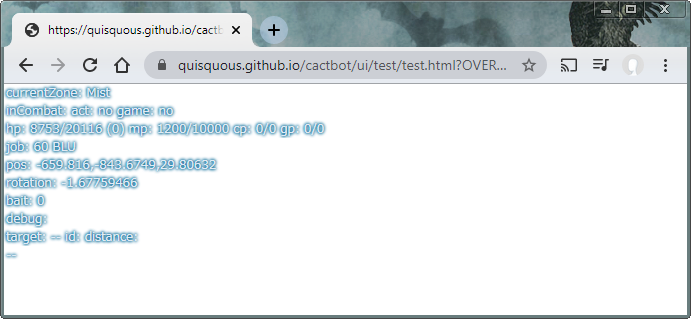 https://quisquous.github.io/cactb
quisquous.github.io/cactbot/ui/test/test.html?OVER...
currentZone: Mist
inCombat: act: no game: no
hp: 8753/20116 (0) mp: 1200/10000 cp: 0/0 gp: 0/0
job: 60 BLU
pos: -659.816,-843.6749,29.80632
rotation: -1.67759466
bait: 0
debug:
target: -- id: distance:
--